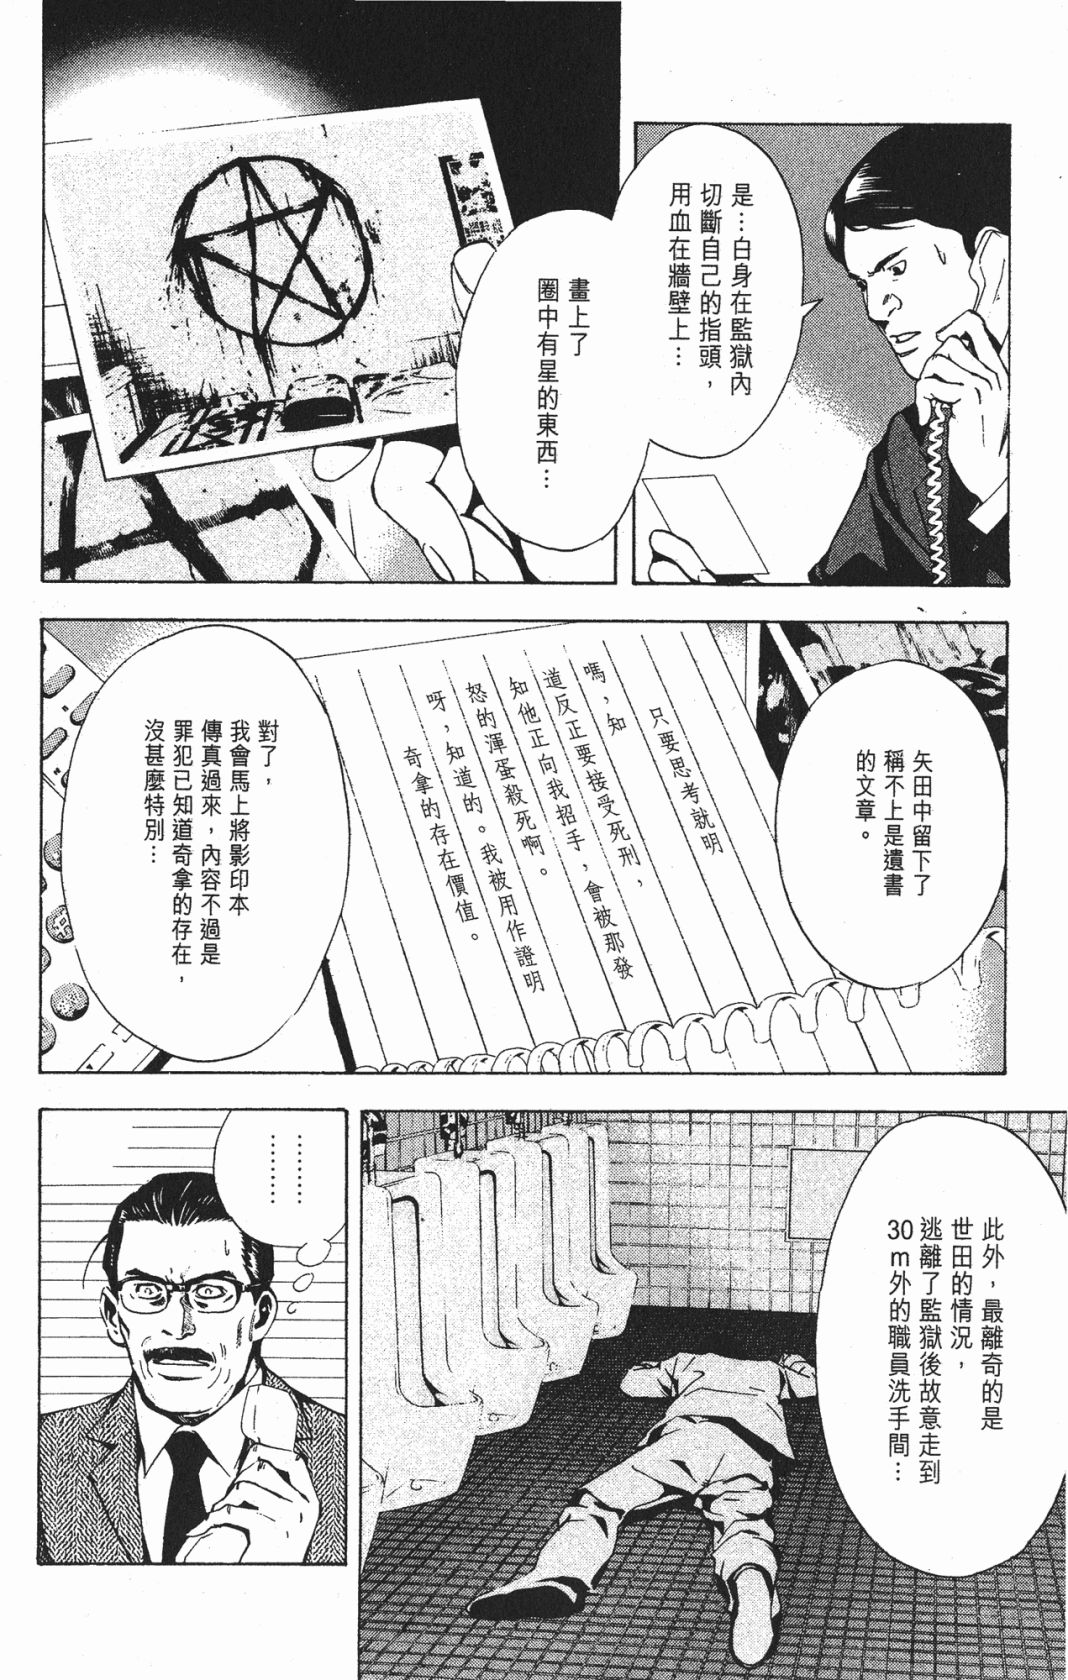 是…白身在監獄內
切斷自己的指頭，
用血在牆壁上…
畫上了
圈中有星的東西…
矢田中留下了
稱不上是遺書
的文章。
只要思考就明
嗎，知
道反正要接受死刑，
知他正向我招手，會被那發
怒的渾蛋殺死啊。
呀，知道的。我被用作證明
奇拿的存在價值。
對了，
我會馬上將影印本
傳真過來，內容不過是
罪犯已知道奇拿的存在，
沒甚麼特別…
此外，最離奇的是
世田的情況，
逃離了監獄後故意走到
30m外的職員洗手間…
………
………